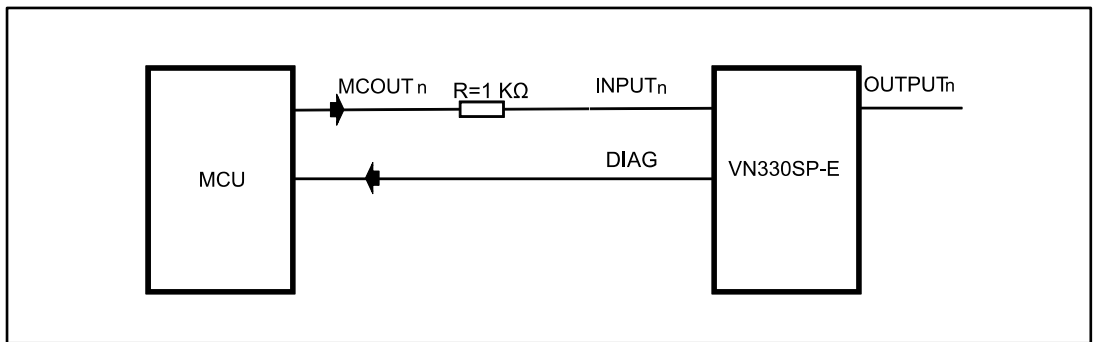 MCOUTn
R=1 KΩ
INPUTn
OUTPUTn
DIAG
MCU
VN330SP-E